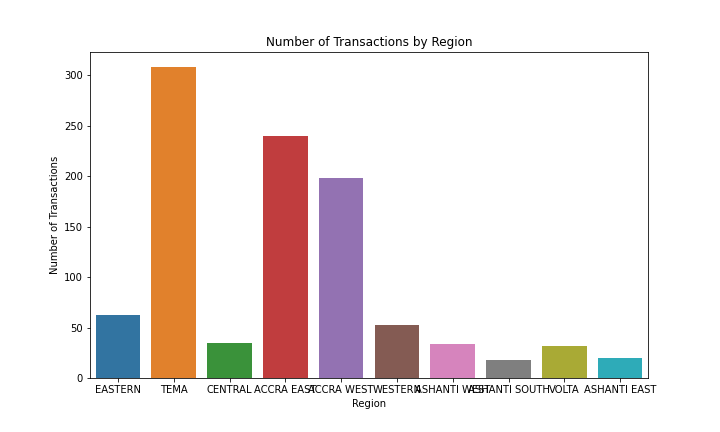 Number of Transactions by Region
Number of Transactions
300
250
200
150
100
50
0
EASTERN TEMA CENTRAL ACCRA EAST ACCRA WEST WESTERN ASHANTI WEST ASHANTI SOUTH VOLTA ASHANTI EAST
Region